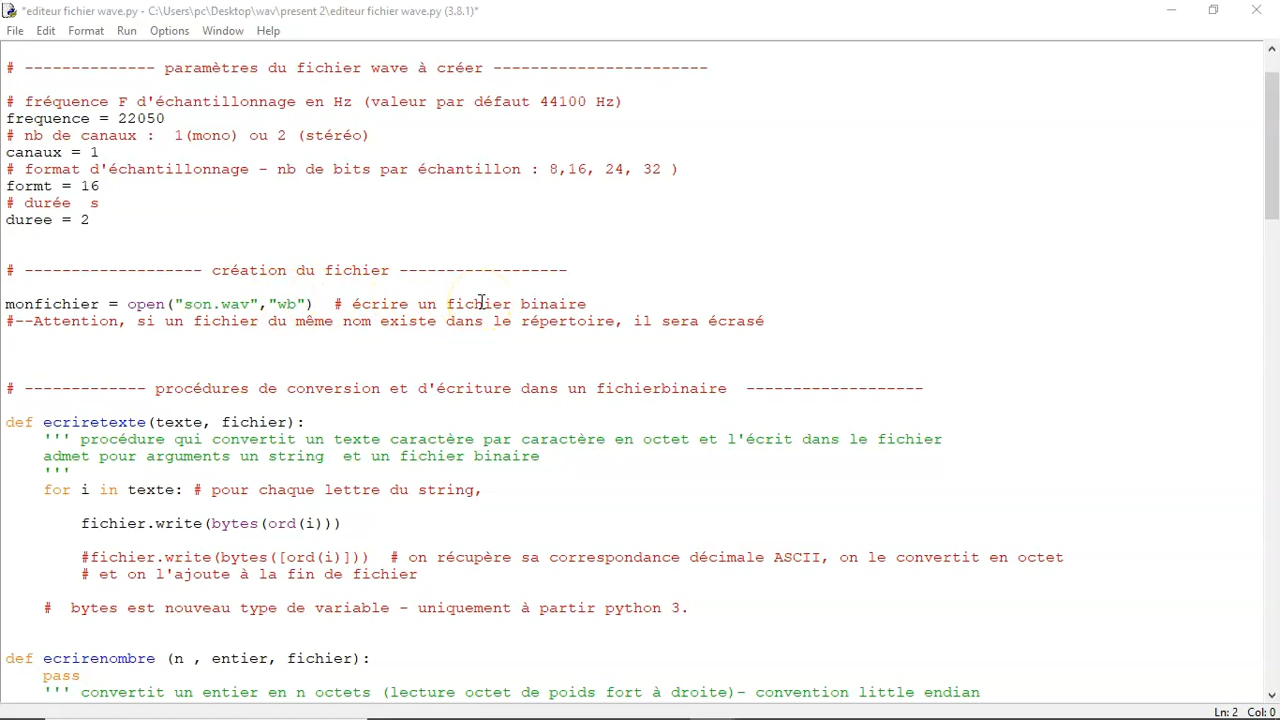 *editeur fichier wave.py - C:\Users\pc\Desktop\wav\present 2\editeur fichier wave.py (3.8.1)*
File Edit Format Run Options Window Help
# -------------- paramètres du fichier wave à créer -----------------------
# fréquence F d'échantillonnage en Hz (valeur par défaut 44100 Hz)
frequence = 22050
# nb de canaux :  1(mono) ou 2 (stéréo)
canaux = 1
# format d'échantillonnage - nb de bits par échantillon : 8,16, 24, 32 )
formt = 16
# durée  s
duree = 2
# ------------------- création du fichier ------------------
monfichier = open("son.wav","wb")  # écrire un fichier binaire
#--Attention, si un fichier du même nom existe dans le répertoire, il sera écrasé
# ------------- procédures de conversion et d'écriture dans un fichierbinaire  -------------------
def ecriretexte(texte, fichier):
    ''' procédure qui convertit un texte caractère par caractère en octet et l'écrit dans le fichier
    admet pour arguments un string  et un fichier binaire
    '''
    for i in texte: # pour chaque lettre du string,
        fichier.write(bytes(ord(i)))
        #fichier.write(bytes([ord(i)]))  # on récupère sa correspondance décimale ASCII, on le convertit en octet
        # et on l'ajoute à la fin de fichier
    #  bytes est nouveau type de variable - uniquement à partir python 3.
def ecrirenombre (n , entier, fichier):
    pass
    ''' convertit un entier en n octets (lecture octet de poids fort à droite)- convention little endian
Ln: 2 Col: 0